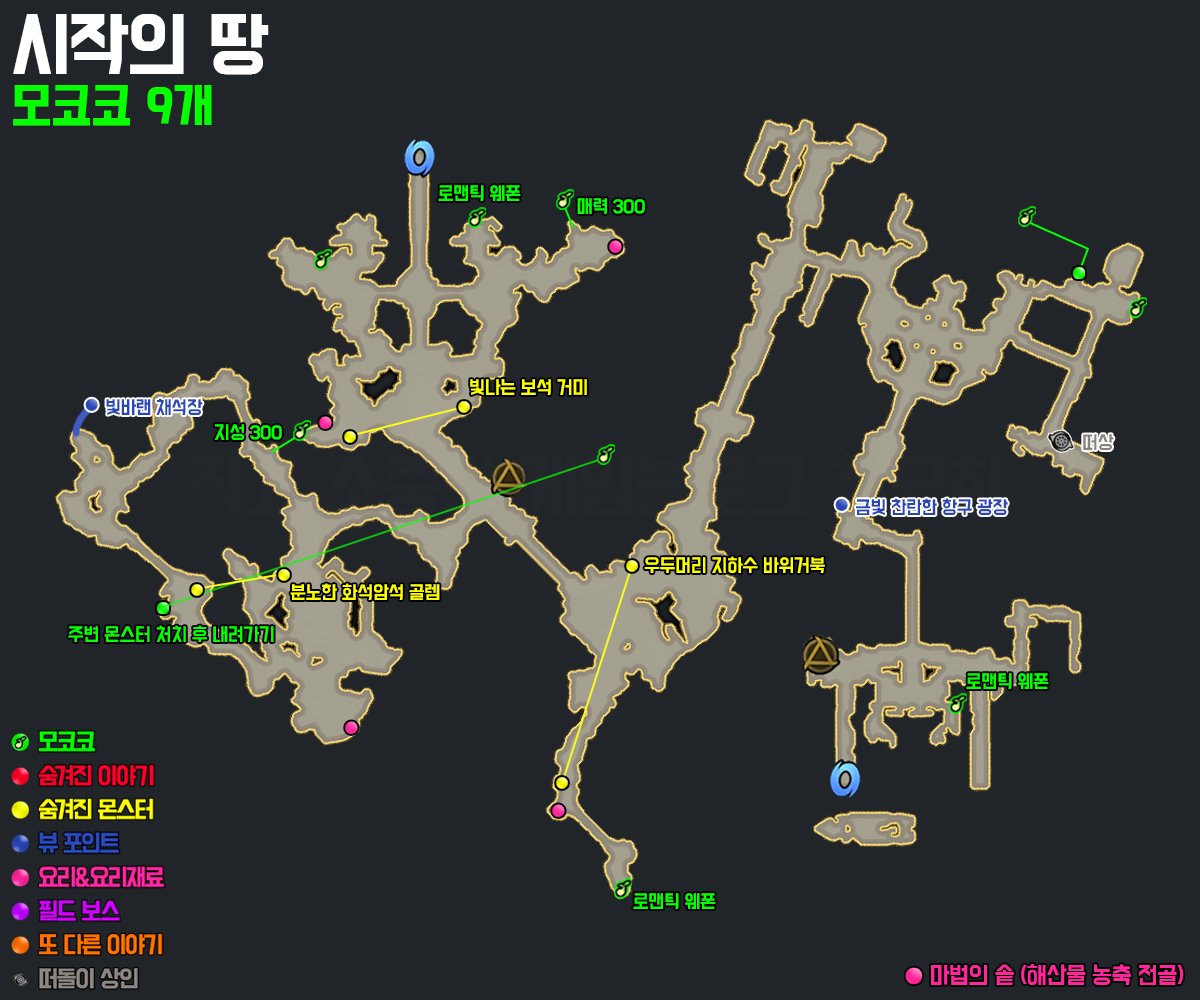 시작의 땅
모코코 9개
로맨틱 웨폰
매력 300
빛나는 보석 거미
빛바랜 채석장
지성 300
떠상
금빛 찬란한 항구 광장
우두머리 지하수 바위거북
분노한 화석암석 골렘
주변 몬스터 처치 후 내려가기
로맨틱 웨폰
로맨틱 웨폰
모코코
숨겨진 이야기
숨겨진 몬스터
뷰 포인트
요리&요리재료
필드 보스
또 다른 이야기
떠돌이 상인
마법의 솥 (해산물 농축 전골)